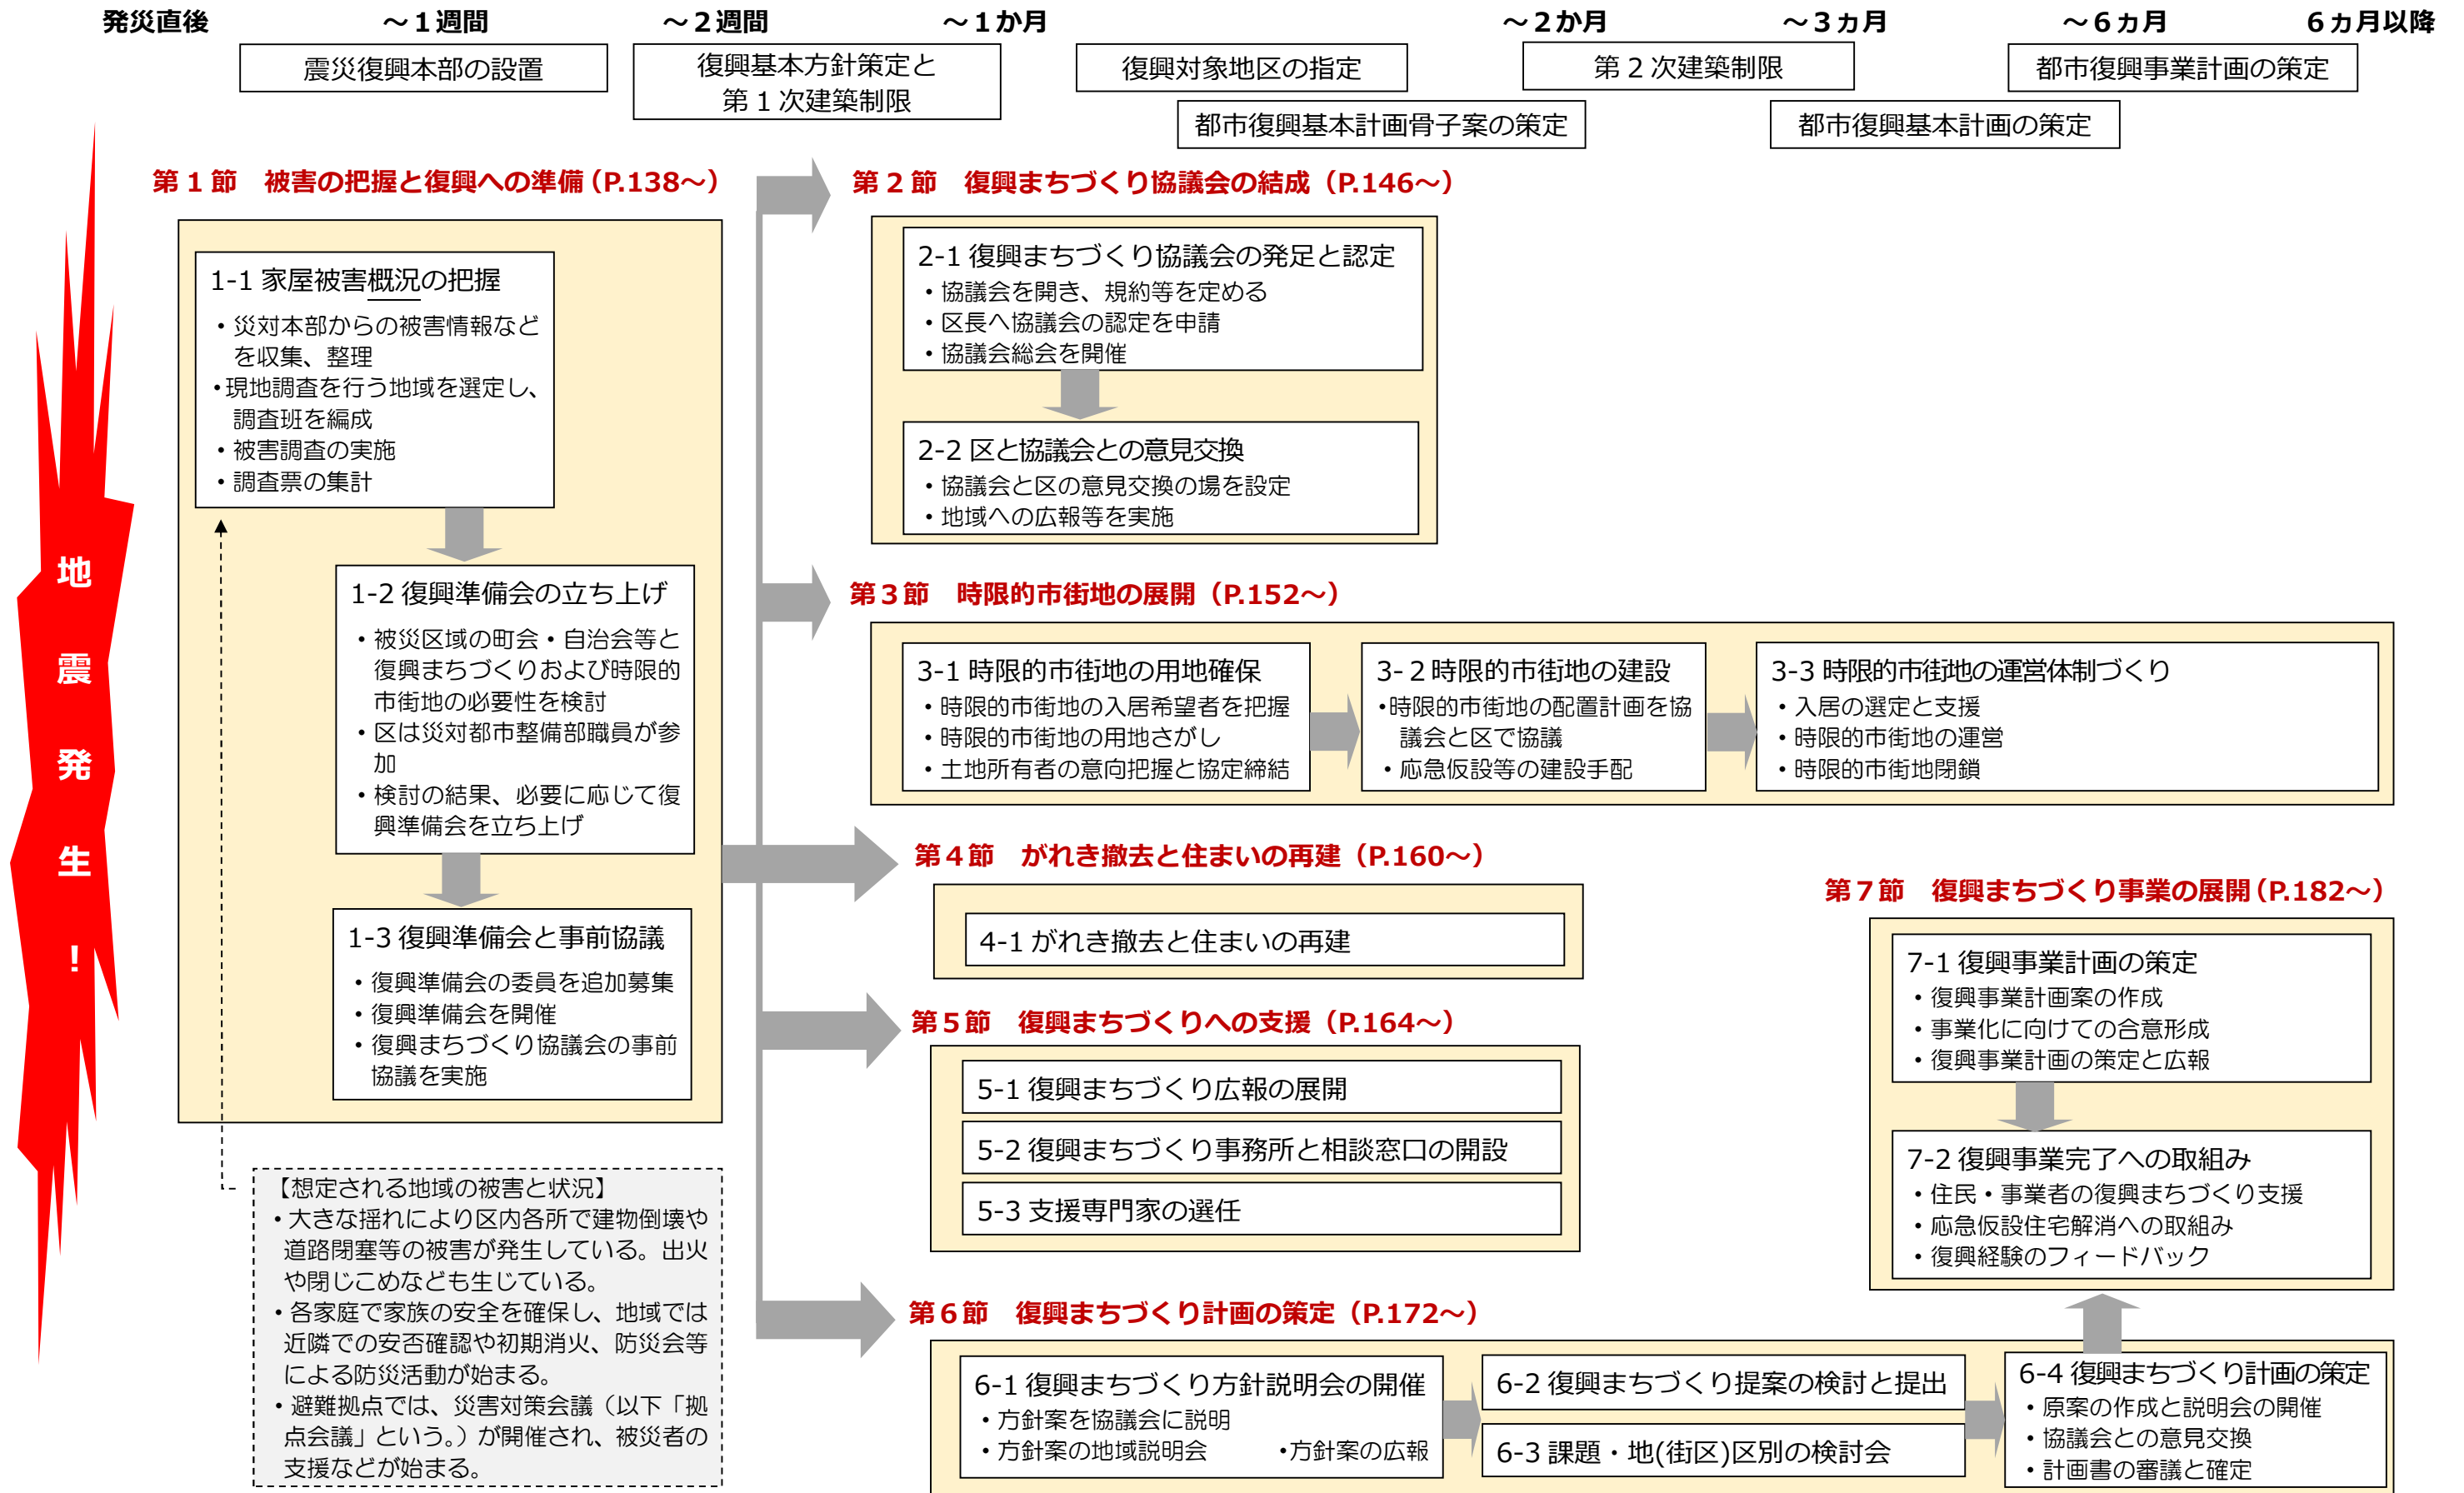 発災直後 ～１週間 ～２週間 ～１か月 ～２か月 ～３ヵ月 ～６ヵ月 ６ヵ月以降
震災復興本部の設置
復興基本方針策定と
第１次建築制限
復興対象地区の指定
第２次建築制限
都市復興事業計画の策定
都市復興基本計画骨子案の策定
都市復興基本計画の策定
地震発生！
第１節　被害の把握と復興への準備（P.138～）
1-1 家屋被害概況の把握
・災対本部からの被害情報など
を収集、整理
・現地調査を行う地域を選定し、
調査班を編成
・被害調査の実施
・調査票の集計
1-2 復興準備会の立ち上げ
・被災区域の町会・自治会等と
復興まちづくりおよび時限的
市街地の必要性を検討
・区は災対都市整備部職員が参
加
・検討の結果、必要に応じて復
興準備会を立ち上げ
1-3 復興準備会と事前協議
・復興準備会の委員を追加募集
・復興準備会を開催
・復興まちづくり協議会の事前
協議を実施
【想定される地域の被害と状況】
・大きな揺れにより区内各所で建物倒壊や
道路閉塞等の被害が発生している。出火
や閉じこめなども生じている。
・各家庭で家族の安全を確保し、地域では
近隣での安否確認や初期消火、防災会等
による防災活動が始まる。
・避難拠点では、災害対策会議（以下「拠
点会議」という。）が開催され、被災者の
支援などが始まる。
第２節　復興まちづくり協議会の結成（P.146～）
2-1 復興まちづくり協議会の発足と認定
・協議会を開き、規約等を定める
・区長へ協議会の認定を申請
・協議会総会を開催
2-2 区と協議会との意見交換
・協議会と区の意見交換の場を設定
・地域への広報等を実施
第３節　時限的市街地の展開（P.152～）
3-1 時限的市街地の用地確保
・時限的市街地の入居希望者を把握
・時限的市街地の用地さがし
・土地所有者の意向把握と協定締結
3-２時限的市街地の建設
・時限的市街地の配置計画を協
議会と区で協議
・応急仮設等の建設手配
3-3 時限的市街地の運営体制づくり
・入居の選定と支援
・時限的市街地の運営
・時限的市街地閉鎖
第４節　がれき撤去と住まいの再建（P.160～）
4-1 がれき撤去と住まいの再建
第５節　復興まちづくりへの支援（P.164～）
5-1 復興まちづくり広報の展開
5-2 復興まちづくり事務所と相談窓口の開設
5-3 支援専門家の選任
第６節　復興まちづくり計画の策定（P.172～）
6-1 復興まちづくり方針説明会の開催
・方針案を協議会に説明
・方針案の地域説明会　・方針案の広報
6-2 復興まちづくり提案の検討と提出
6-3 課題・地(街区)区別の検討会
6-4 復興まちづくり計画の策定
・原案の作成と説明会の開催
・協議会との意見交換
・計画書の審議と確定
第７節　復興まちづくり事業の展開（P.182～）
7-1 復興事業計画の策定
・復興事業計画案の作成
・事業化に向けての合意形成
・復興事業計画の策定と広報
7-2 復興事業完了への取組み
・住民・事業者の復興まちづくり支援
・応急仮設住宅解消への取組み
・復興経験のフィードバック